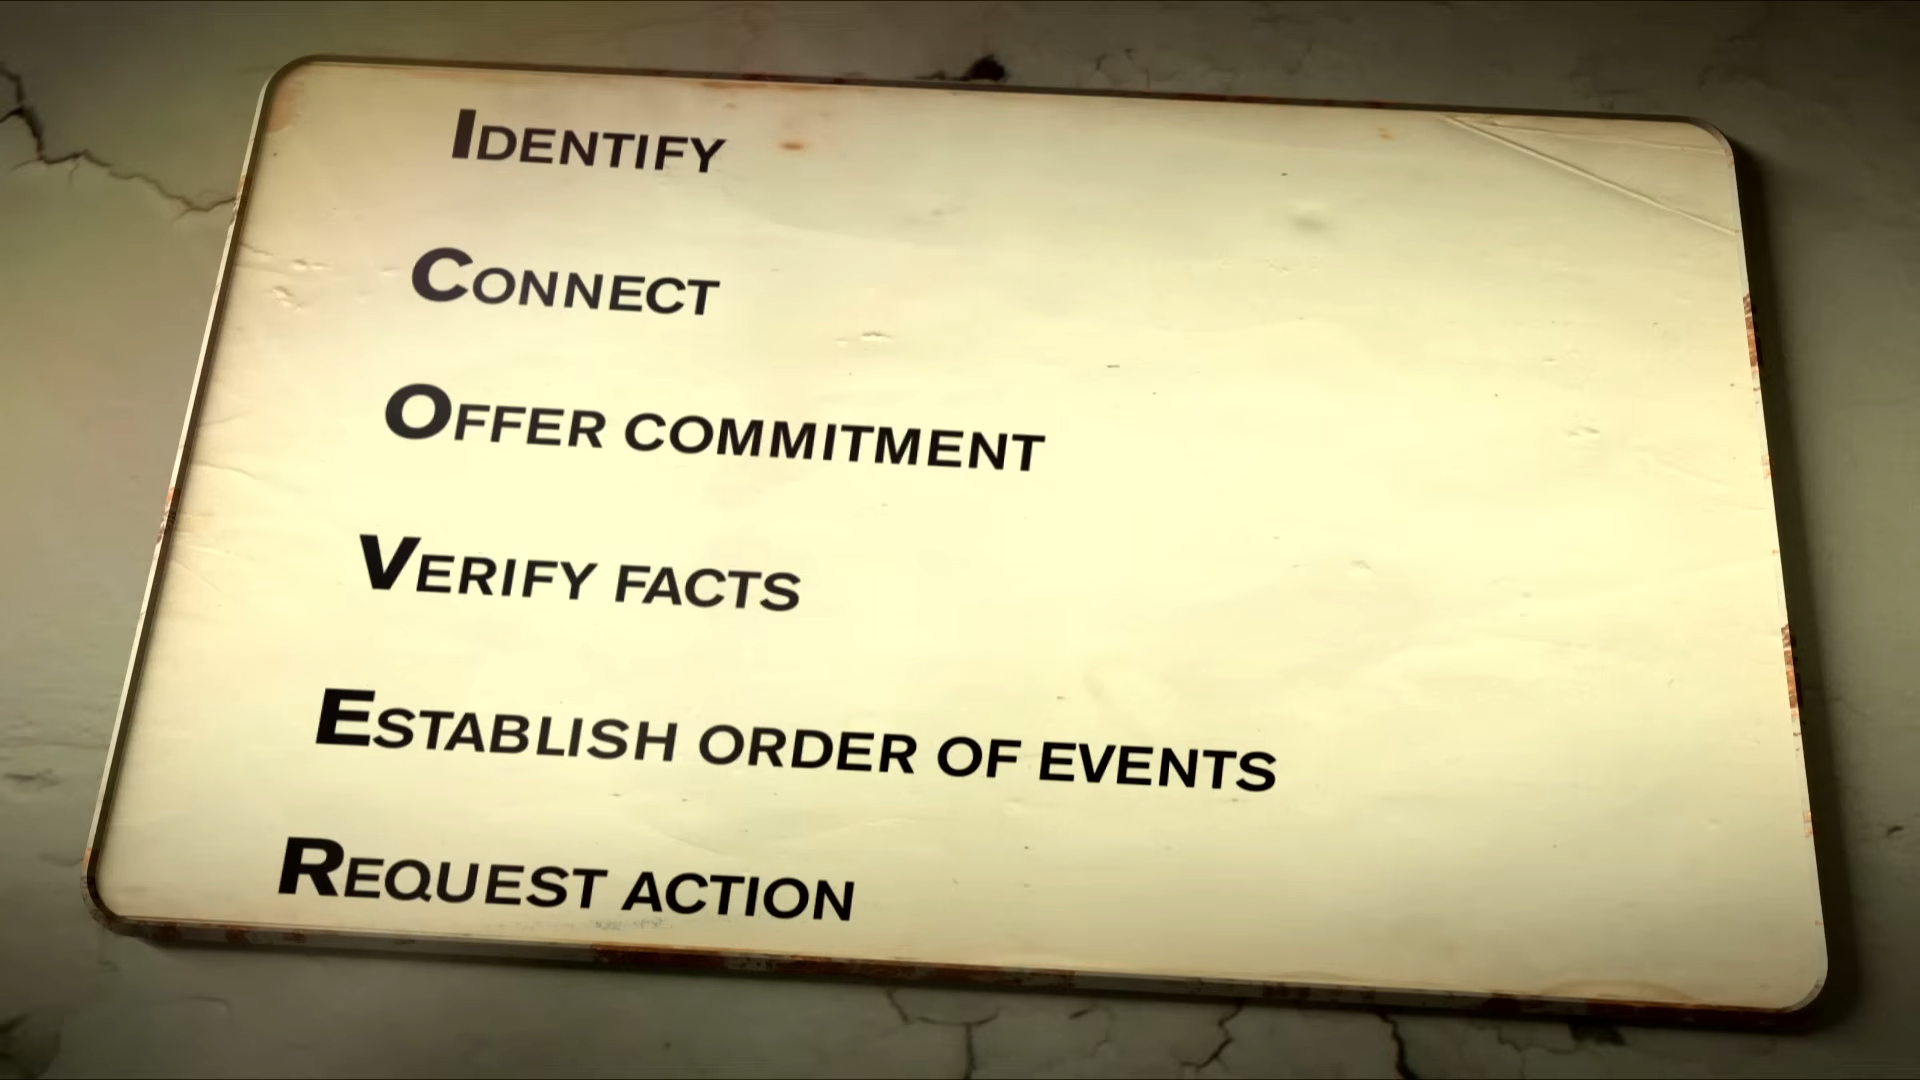 IDENTIFY
CONNECT
OFFER COMMITMENT
VERIFY FACTS
ESTABLISH ORDER OF EVENTS
REQUEST ACTION